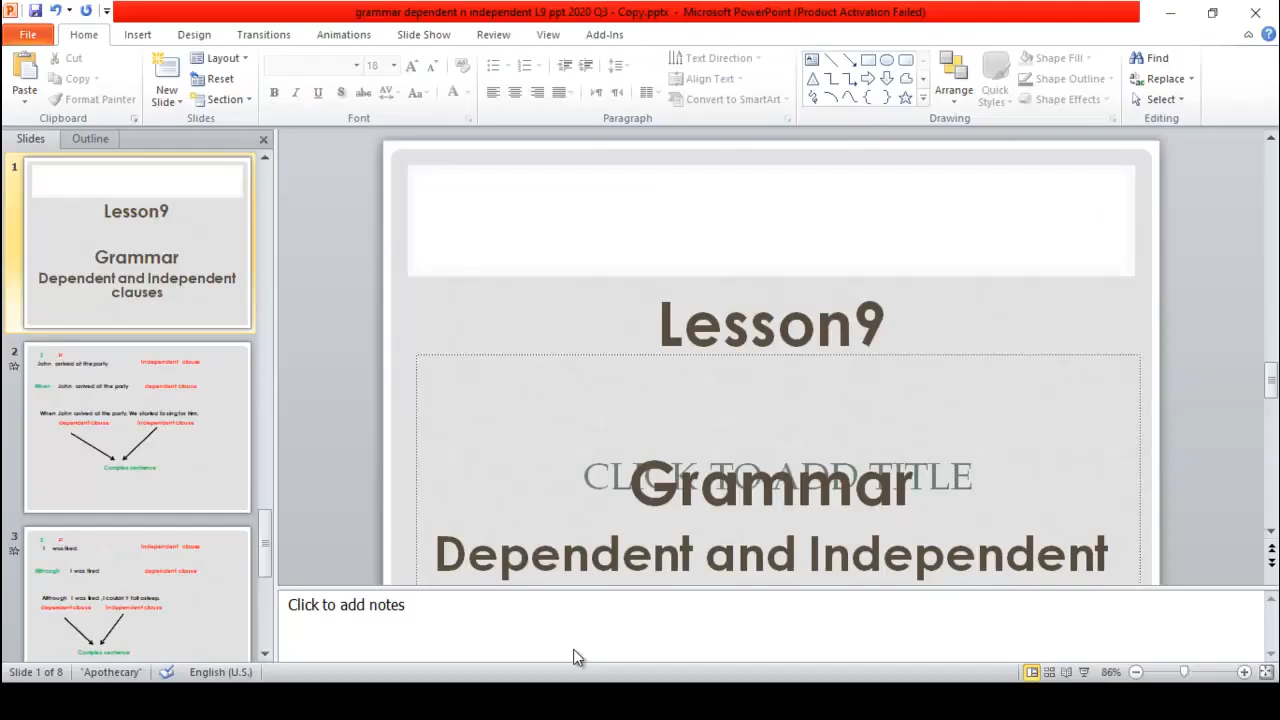 grammar dependent n independent L9 ppt 2020 Q3 - Copy.pptx - Microsoft PowerPoint (Product Activation Failed)
File Home Insert Design Transitions Animations Slide Show Review View Add-Ins
Paste
Cut
Copy
Format Painter
Clipboard
New Slide
Layout
Reset
Section
Slides
18
B I U S abc AV Aa A
Font
Text Direction
Align Text
Convert to SmartArt
Paragraph
Arrange
Quick Styles
Shape Fill
Shape Outline
Shape Effects
Drawing
Find
Replace
Select
Editing
Slides Outline
1
Lesson9
Grammar
Dependent and Independent
clauses
2
S P
John arrived at the party Independent clause
When John arrived at the party dependent clause
When John arrived at the party, We started to sing for him.
dependent clause Independent clause
Complex sentence
3
S P
I was tired Independent clause
Although I was tired dependent clause
Although I was tired ,I couldn't fall asleep.
Dependent clause Independent clause
Complex sentence
Lesson9
CLICK TO ADD TITLE
Grammar
Dependent and Independent
Click to add notes
Slide 1 of 8 "Apothecary" English (U.S.) 86%